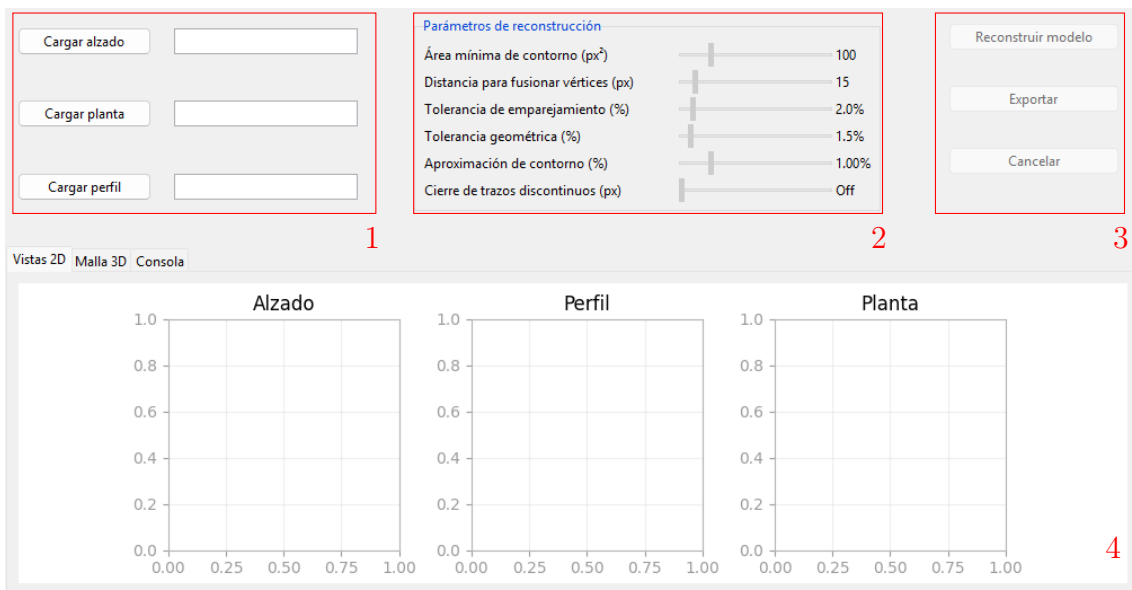 Cargar alzado
Cargar planta
Cargar perfil
1
Parámetros de reconstrucción
Área mínima de contorno (px²) 100
Distancia para fusionar vértices (px) 15
Tolerancia de emparejamiento (%) 2.0%
Tolerancia geométrica (%) 1.5%
Aproximación de contorno (%) 1.00%
Cierre de trazos discontinuos (px) Off
2
Reconstruir modelo
Exportar
Cancelar
3
Vistas 2D Malla 3D Consola
Alzado
1.0
0.8
0.6
0.4
0.2
0.0
0.00 0.25 0.50 0.75 1.00
Perfil
1.0
0.8
0.6
0.4
0.2
0.0
0.00 0.25 0.50 0.75 1.00
Planta
1.0
0.8
0.6
0.4
0.2
0.0
0.00 0.25 0.50 0.75 1.00
4